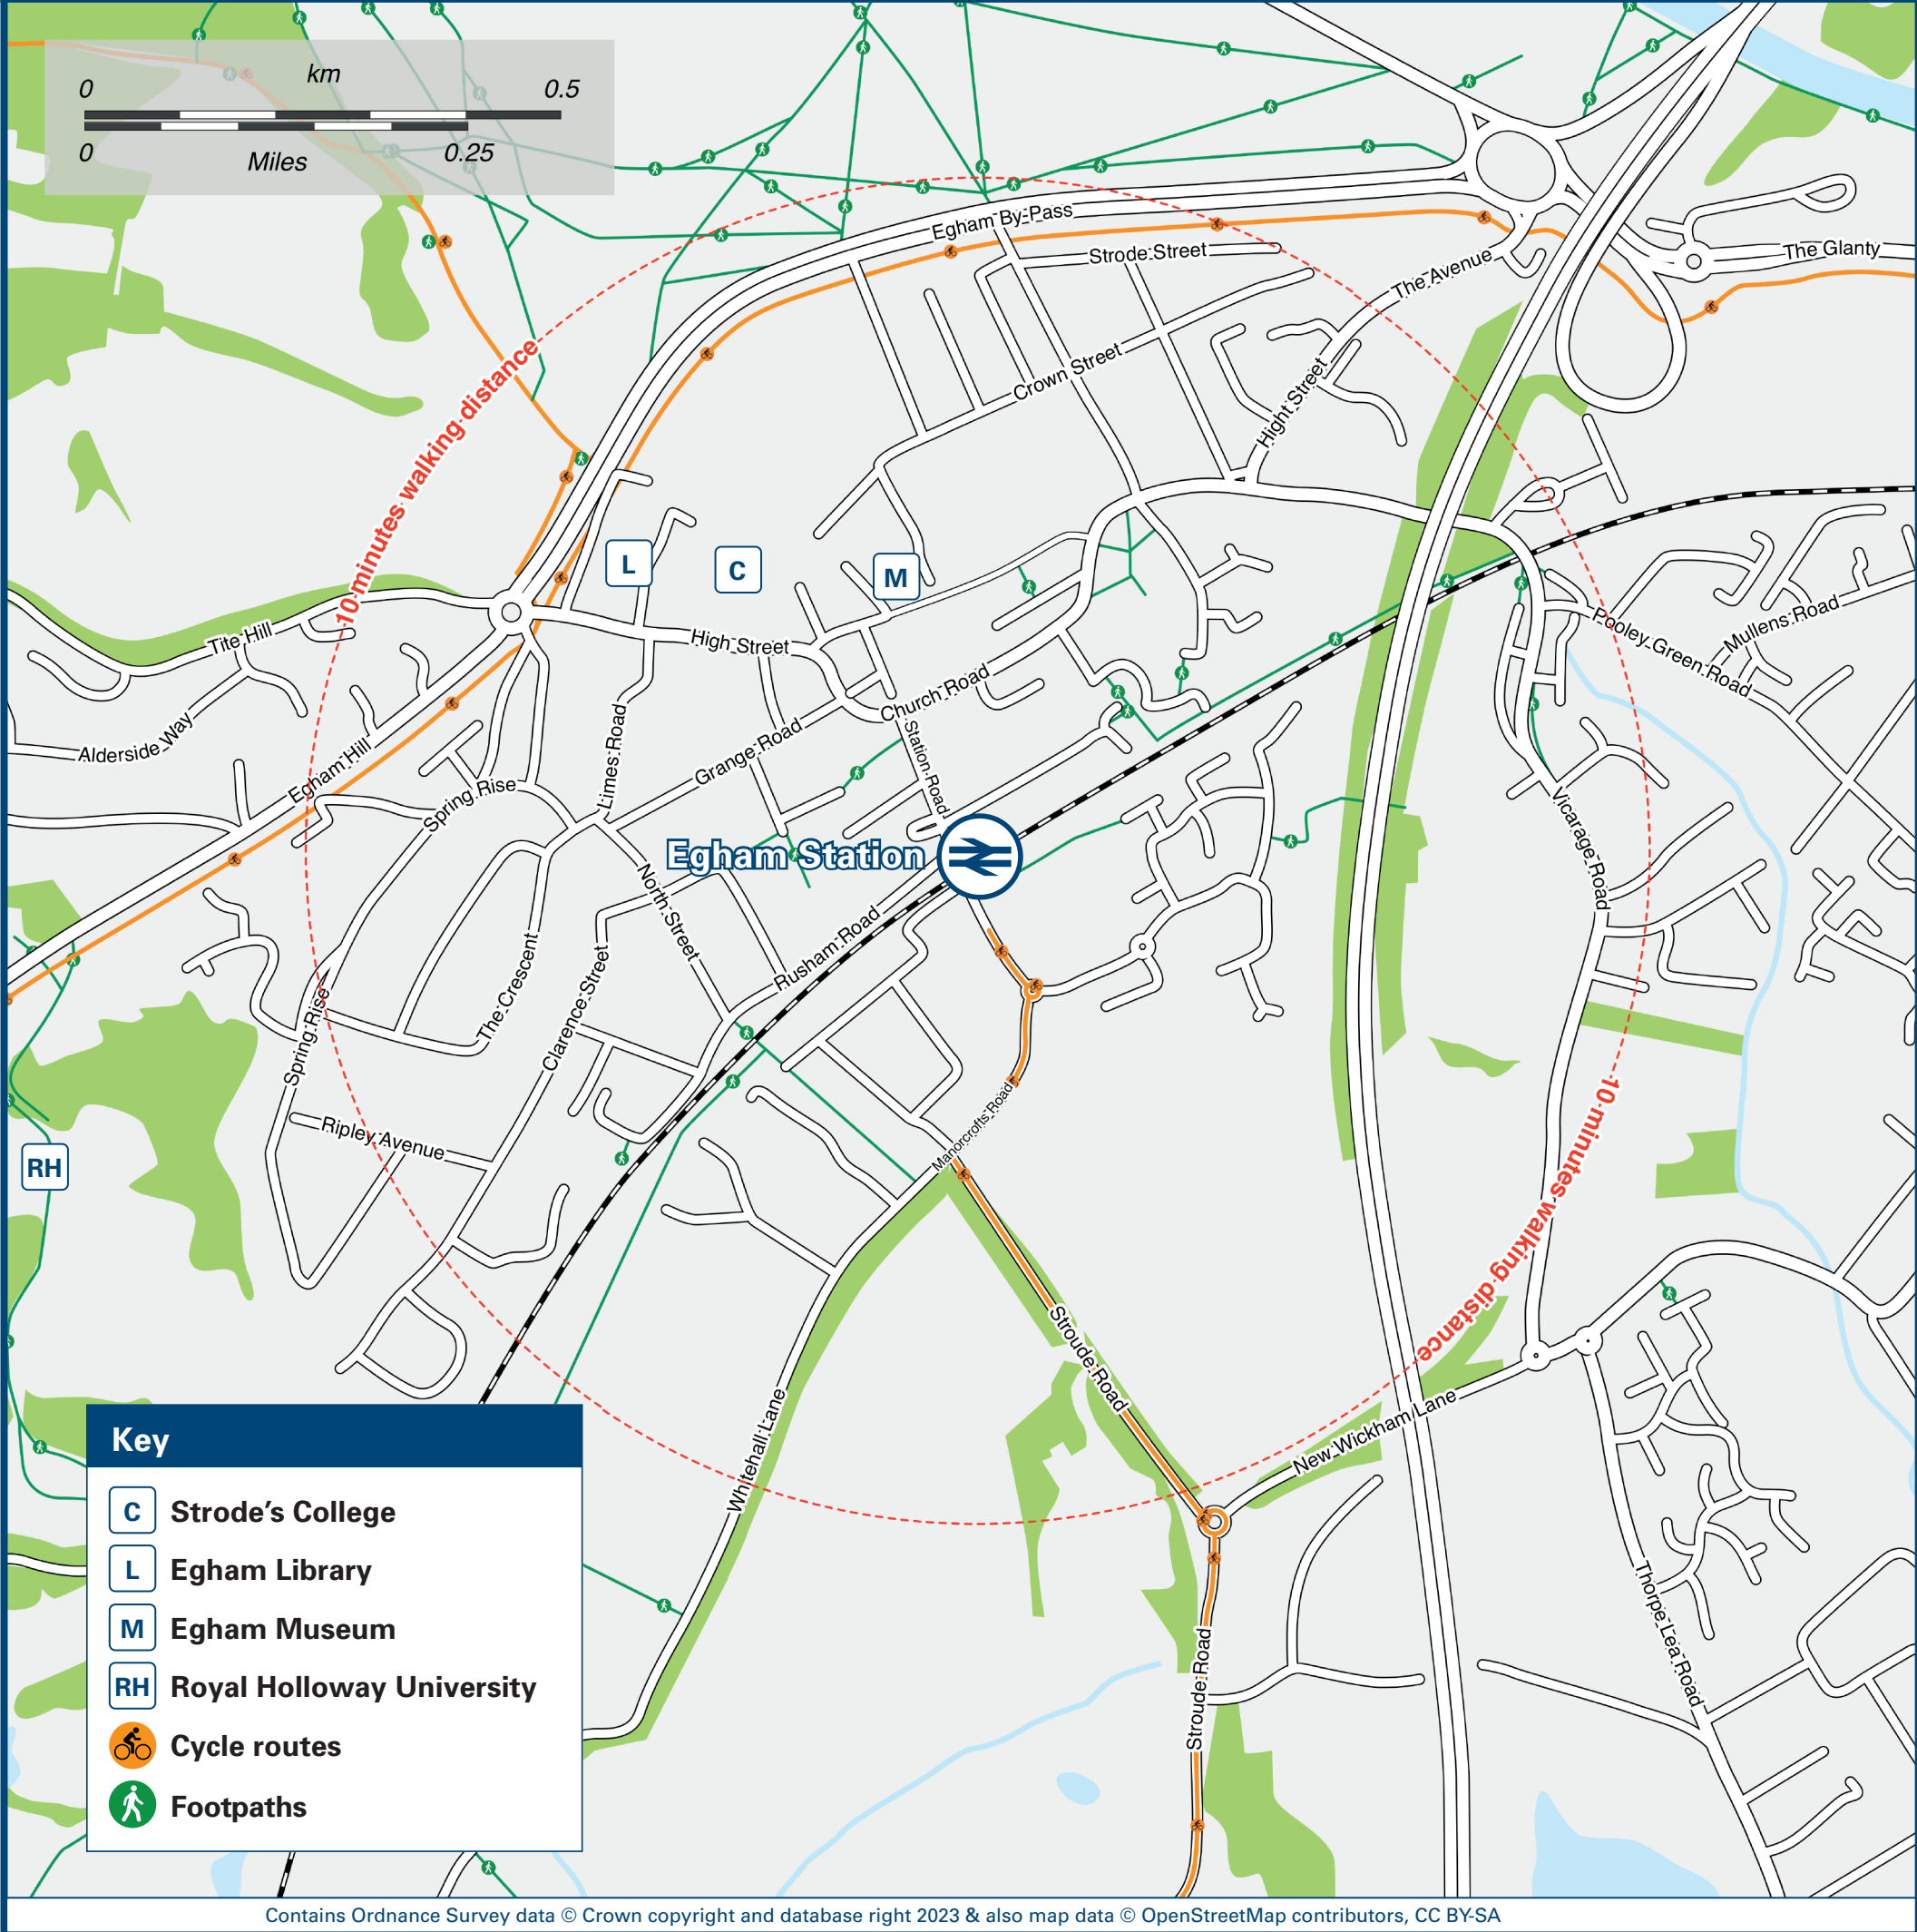 km
0 0.5
0 Miles 0.25
Egham By-Pass
Strode Street
The Avenue
The Glanty
10 minutes walking distance
Crown Street
Hight Street
L
C
M
Tite Hill
High Street
Pooley Green Road
Mullens Road
Alderside Way
Church Road
Station Road
Grange Road
Limes Road
Egham Hill
Spring Rise
Vicarage Road
Egham Station
North Street
Rusham Road
The Crescent
Clarence Street
Spring Rise
Manorcrofts Road
Ripley Avenue
RH
10 minutes walking distance
Stroude Road
Whitehall Lane
New Wickham Lane
Thorpe Lea Road
Stroude Road
Key
C Strode’s College
L Egham Library
M Egham Museum
RH Royal Holloway University
Cycle routes
Footpaths
Contains Ordnance Survey data © Crown copyright and database right 2023 & also map data © OpenStreetMap contributors, CC BY-SA